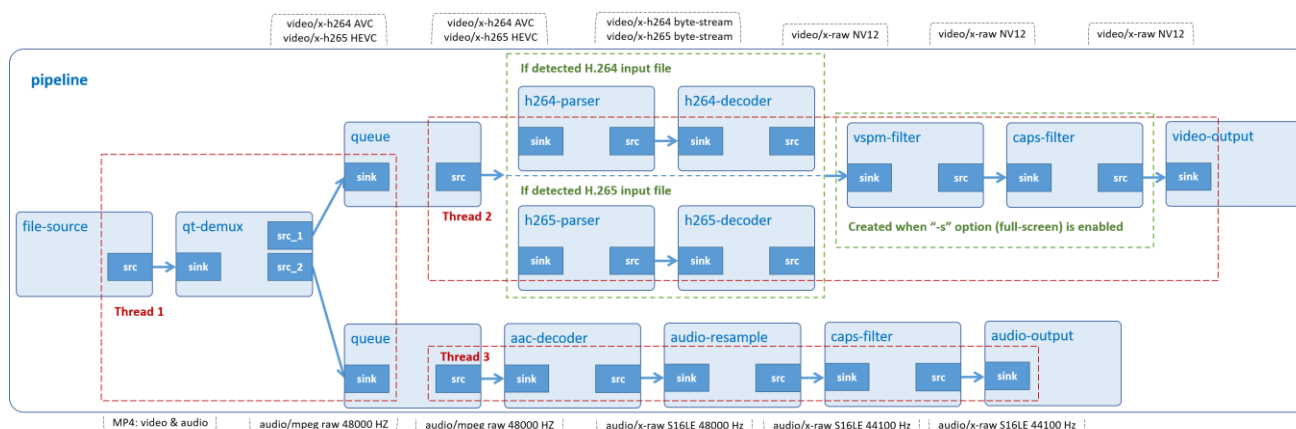 video/x-h264 AVC
video/x-h265 HEVC
video/x-h264 AVC
video/x-h265 HEVC
video/x-h264 byte-stream
video/x-h265 byte-stream
video/x-raw NV12
video/x-raw NV12
video/x-raw NV12
pipeline
If detected H.264 input file
h264-parser
sink
src
h264-decoder
sink
src
queue
sink
src
Thread 2
If detected H.265 input file
h265-parser
sink
src
h265-decoder
sink
src
vspm-filter
sink
src
caps-filter
sink
src
Created when "-s" option (full-screen) is enabled
video-output
sink
file-source
src
qt-demux
sink
src_1
src_2
Thread 1
queue
sink
src
Thread 3
aac-decoder
sink
src
audio-resample
sink
src
caps-filter
sink
src
audio-output
sink
MP4: video & audio
audio/mpeg raw 48000 HZ
audio/mpeg raw 48000 HZ
audio/x-raw S16LE 48000 Hz
audio/x-raw S16LE 44100 Hz
audio/x-raw S16LE 44100 Hz